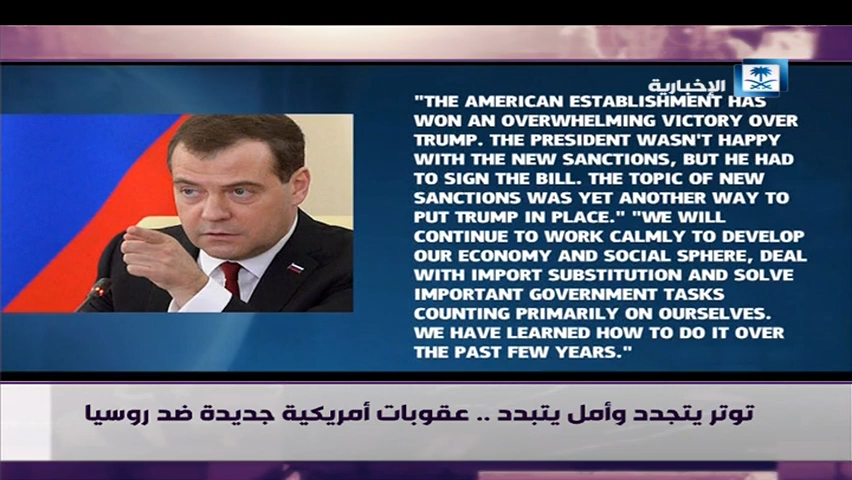 الإخبارية
"THE AMERICAN ESTABLISHMENT HAS
WON AN OVERWHELMING VICTORY OVER
TRUMP. THE PRESIDENT WASN'T HAPPY
WITH THE NEW SANCTIONS, BUT HE HAD
TO SIGN THE BILL. THE TOPIC OF NEW
SANCTIONS WAS YET ANOTHER WAY TO
PUT TRUMP IN PLACE." "WE WILL
CONTINUE TO WORK CALMLY TO DEVELOP
OUR ECONOMY AND SOCIAL SPHERE, DEAL
WITH IMPORT SUBSTITUTION AND SOLVE
IMPORTANT GOVERNMENT TASKS
COUNTING PRIMARILY ON OURSELVES.
WE HAVE LEARNED HOW TO DO IT OVER
THE PAST FEW YEARS."
توتر يتجدد وأمل يتبدد .. عقوبات أمريكية جديدة ضد روسيا